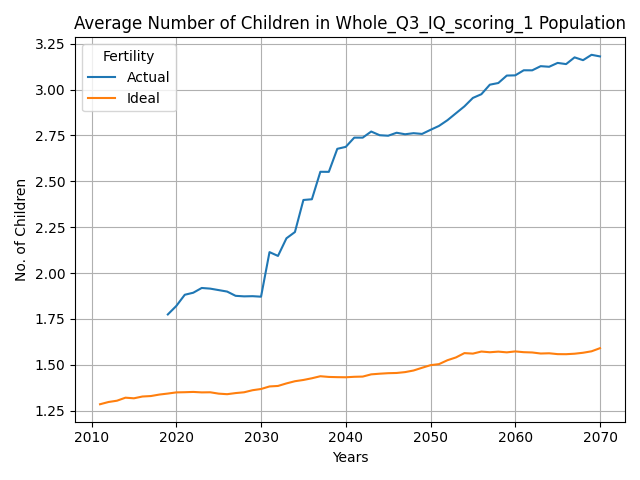 Average Number of Children in Whole_Q3_IQ_scoring_1 Population
Fertility
Actual
Ideal
No. of Children
3.25
3.00
2.75
2.50
2.25
2.00
1.75
1.50
1.25
2010 2020 2030 2040 2050 2060 2070
Years